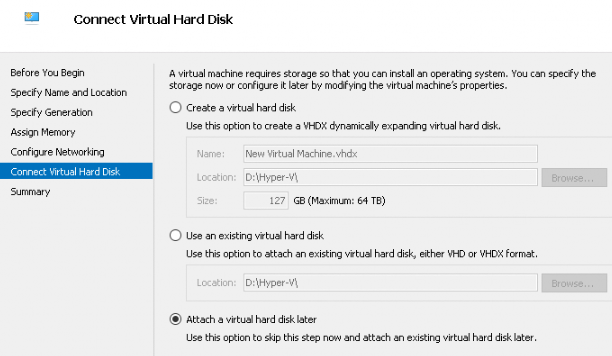 Connect Virtual Hard Disk
Before You Begin
Specify Name and Location
Specify Generation
Assign Memory
Configure Networking
Connect Virtual Hard Disk
Summary
A virtual machine requires storage so that you can install an operating system. You can specify the
storage now or configure it later by modifying the virtual machine's properties.
Create a virtual hard disk
Use this option to create a VHDX dynamically expanding virtual hard disk.
Name: New Virtual Machine.vhdx
Location: D:\Hyper-V\ Browse...
Size: 127 GB (Maximum: 64 TB)
Use an existing virtual hard disk
Use this option to attach an existing virtual hard disk, either VHD or VHDX format.
Location: D:\Hyper-V\ Browse...
Attach a virtual hard disk later
Use this option to skip this step now and attach an existing virtual hard disk later.